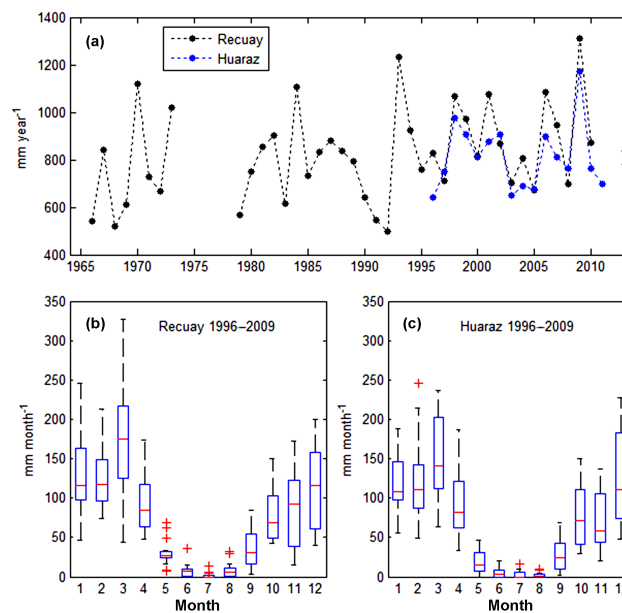 1400
1200
1000
800
600
400
mm year-1
(a)
Recuay
Huaraz
1965 1970 1975 1980 1985 1990 1995 2000 2005 2010
350
300
250
200
150
100
50
0
mm month-1
(b) Recuay 1996–2009
1 2 3 4 5 6 7 8 9 10 11 12
Month
350
300
250
200
150
100
50
0
mm month-1
(c) Huaraz 1996–2009
1 2 3 4 5 6 7 8 9 10 11 1
Month